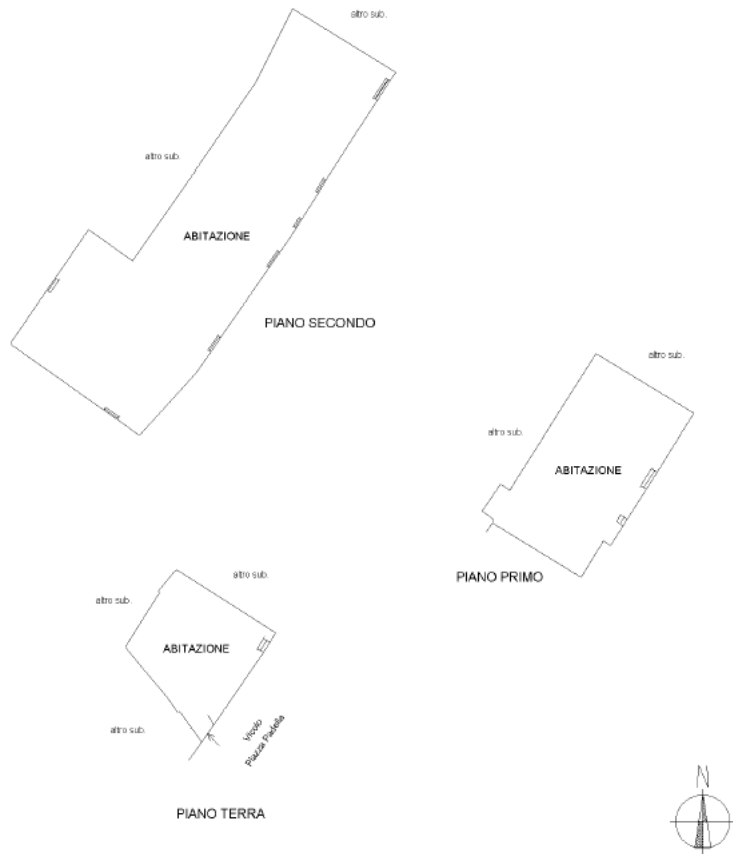 altro sub.
altro sub.
ABITAZIONE
PIANO SECONDO
altro sub.
altro sub.
ABITAZIONE
PIANO PRIMO
altro sub.
altro sub.
ABITAZIONE
altro sub.
Vicolo
Piazza Padella
PIANO TERRA
N